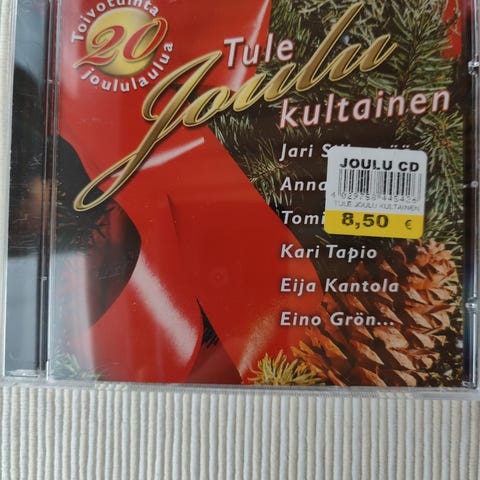 Toivotuinta
20
joululaulua
Tule
Joulu
kultainen
Jari
Anna
Tomi
Kari Tapio
Eija Kantola
Eino Grön...
JOULU CD
TULE JOULU KULTAINEN
8,50 €